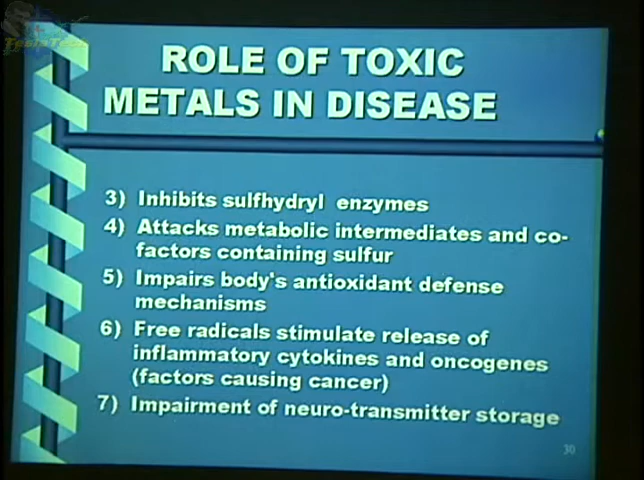 ROLE OF TOXIC
METALS IN DISEASE
3) Inhibits sulfhydryl enzymes
4) Attacks metabolic intermediates and co-
factors containing sulfur
5) Impairs body's antioxidant defense
mechanisms
6) Free radicals stimulate release of
inflammatory cytokines and oncogenes
(factors causing cancer)
7) Impairment of neuro-transmitter storage
30